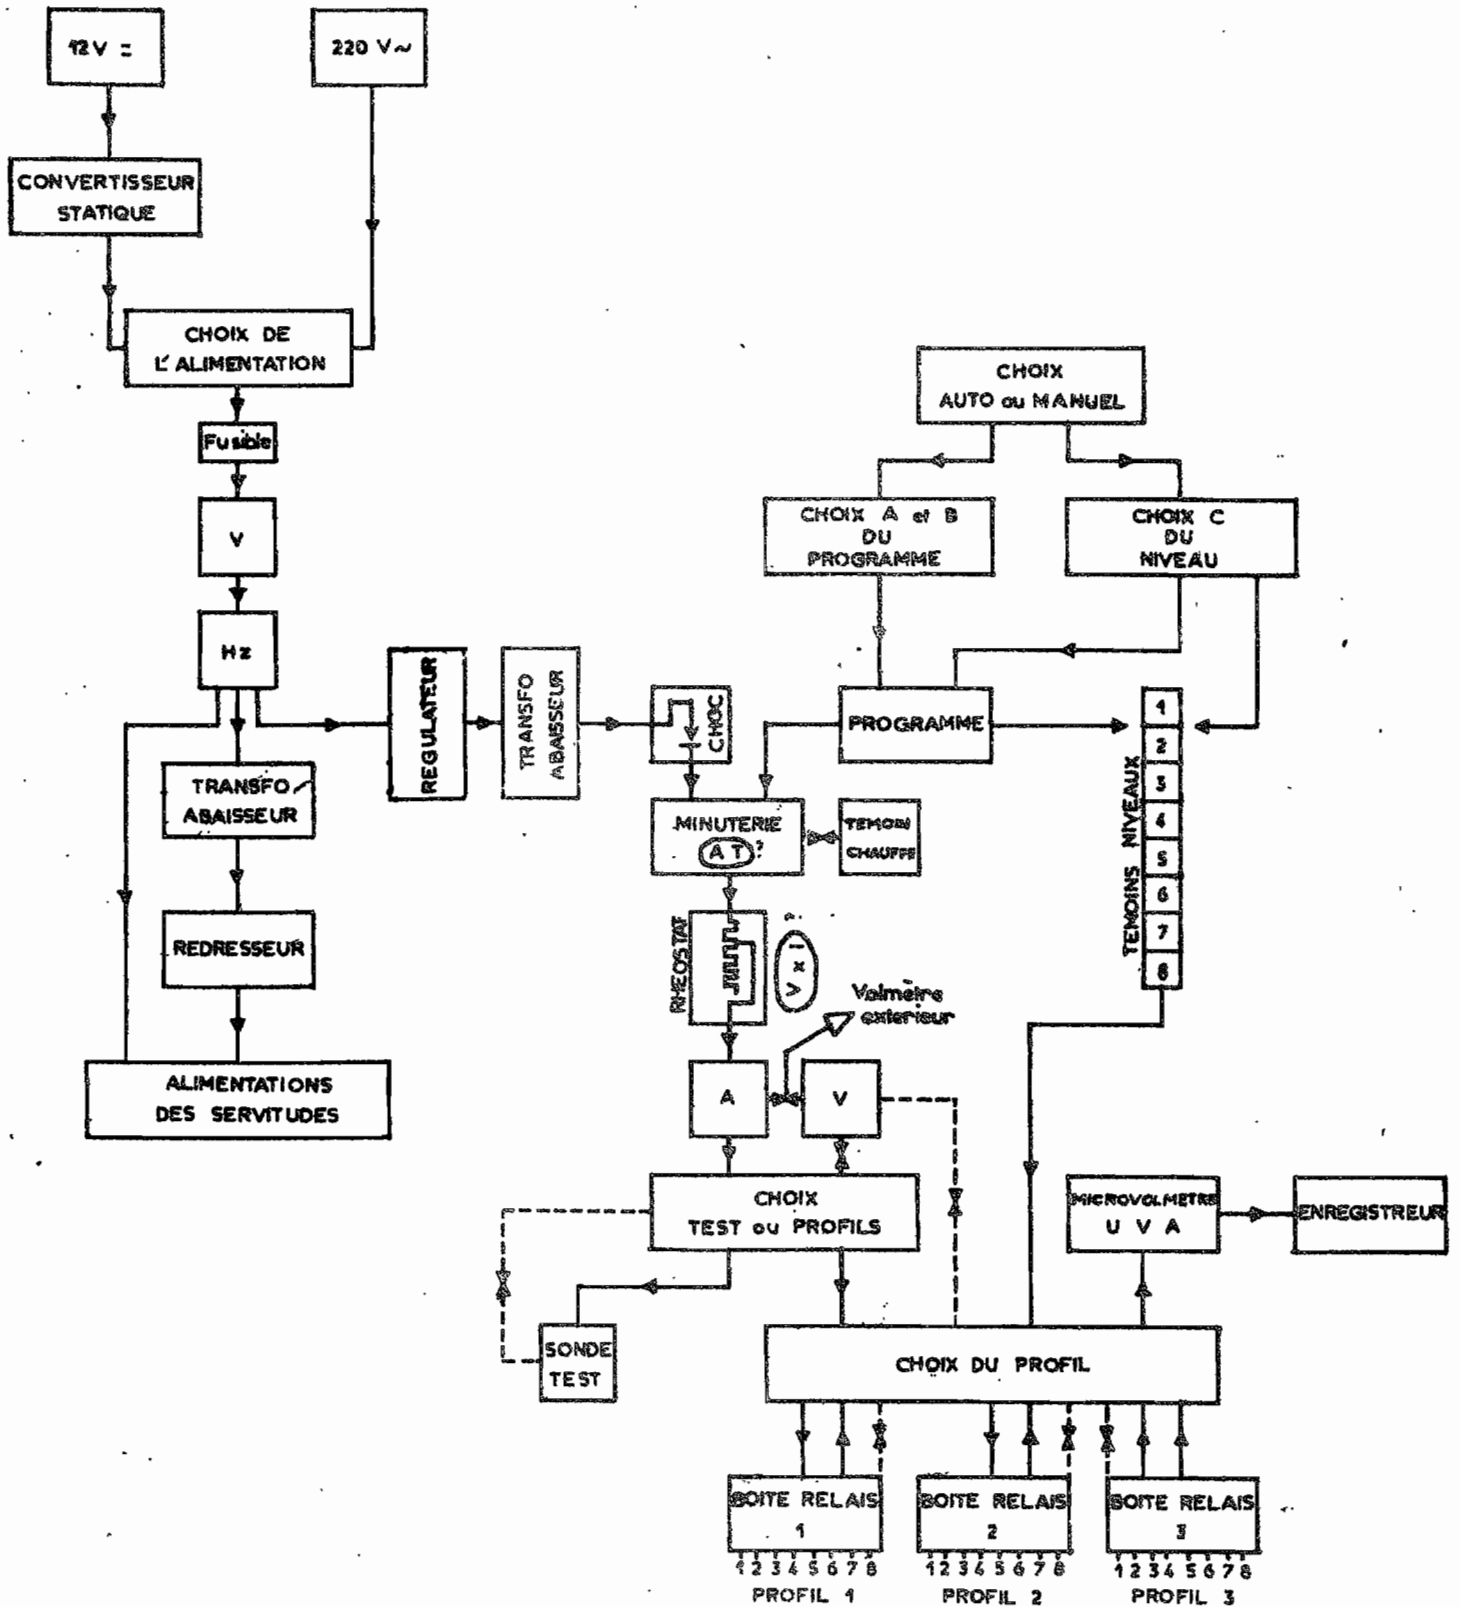 12V =
220 V~
CONVERTISSEUR
STATIQUE
CHOIX DE
L'ALIMENTATION
Fusible
V
Hz
TRANSFO
ABAISSEUR
REDRESSEUR
ALIMENTATIONS
DES SERVITUDES
REGULATEUR
TRANSFO
ABAISSEUR
CHOC
CHOIX
AUTO ou MANUEL
CHOIX A et B
DU
PROGRAMME
CHOIX C
DU
NIVEAU
PROGRAMME
TEMOINS NIVEAUX
1
2
3
4
5
6
7
8
MINUTERIE
AT ?
TEMOIN
CHAUFFE
RHEOSTAT
V x I
?
Volmètre
exterieur
A
V
CHOIX
TEST ou PROFILS
SONDE
TEST
MICROVOLMETRE
U V A
ENREGISTREUR
CHOIX DU PROFIL
BOITE RELAIS
1
1 2 3 4 5 6 7 8
PROFIL 1
BOITE RELAIS
2
1 2 3 4 5 6 7 8
PROFIL 2
BOITE RELAIS
3
1 2 3 4 5 6 7 8
PROFIL 3